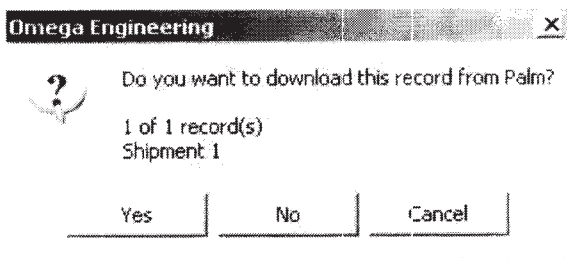 Omega Engineering
Do you want to download this record from Palm?
1 of 1 record(s)
Shipment 1
Yes No Cancel